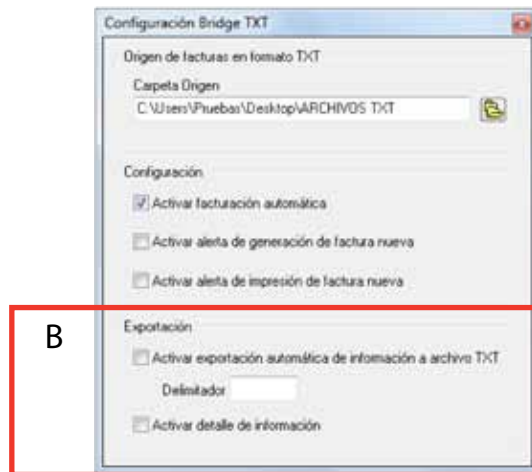 Configuración Bridge TXT
Origen de facturas en formato TXT
Carpeta Origen
C:\Users\Pruebas\Desktop\ARCHIVOS TXT
Configuración
Activar facturación automática
Activar alerta de generación de factura nueva
Activar alerta de impresión de factura nueva
B
Exportación
Activar exportación automática de información a archivo TXT
Delimitador
Activar detalle de información